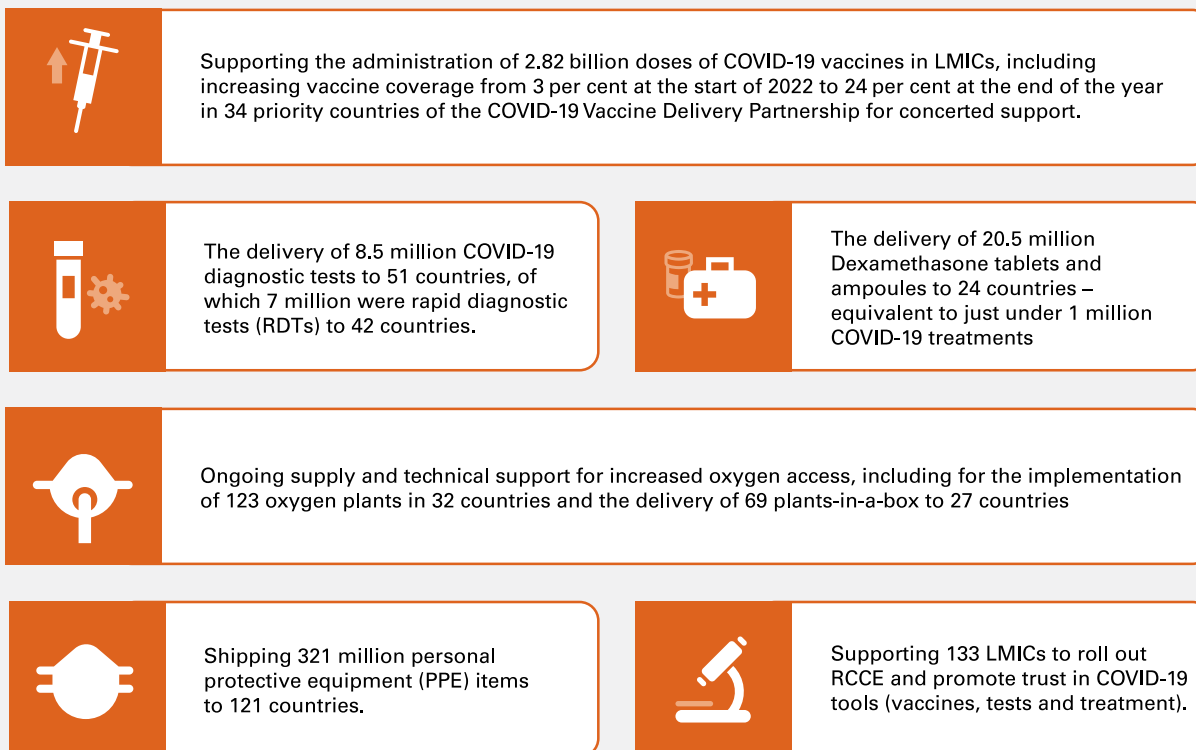 Supporting the administration of 2.82 billion doses of COVID-19 vaccines in LMICs, including
increasing vaccine coverage from 3 per cent at the start of 2022 to 24 per cent at the end of the year
in 34 priority countries of the COVID-19 Vaccine Delivery Partnership for concerted support.
The delivery of 8.5 million COVID-19
diagnostic tests to 51 countries, of
which 7 million were rapid diagnostic
tests (RDTs) to 42 countries.
The delivery of 20.5 million
Dexamethasone tablets and
ampoules to 24 countries –
equivalent to just under 1 million
COVID-19 treatments
Ongoing supply and technical support for increased oxygen access, including for the implementation
of 123 oxygen plants in 32 countries and the delivery of 69 plants-in-a-box to 27 countries
Shipping 321 million personal
protective equipment (PPE) items
to 121 countries.
Supporting 133 LMICs to roll out
RCCE and promote trust in COVID-19
tools (vaccines, tests and treatment).